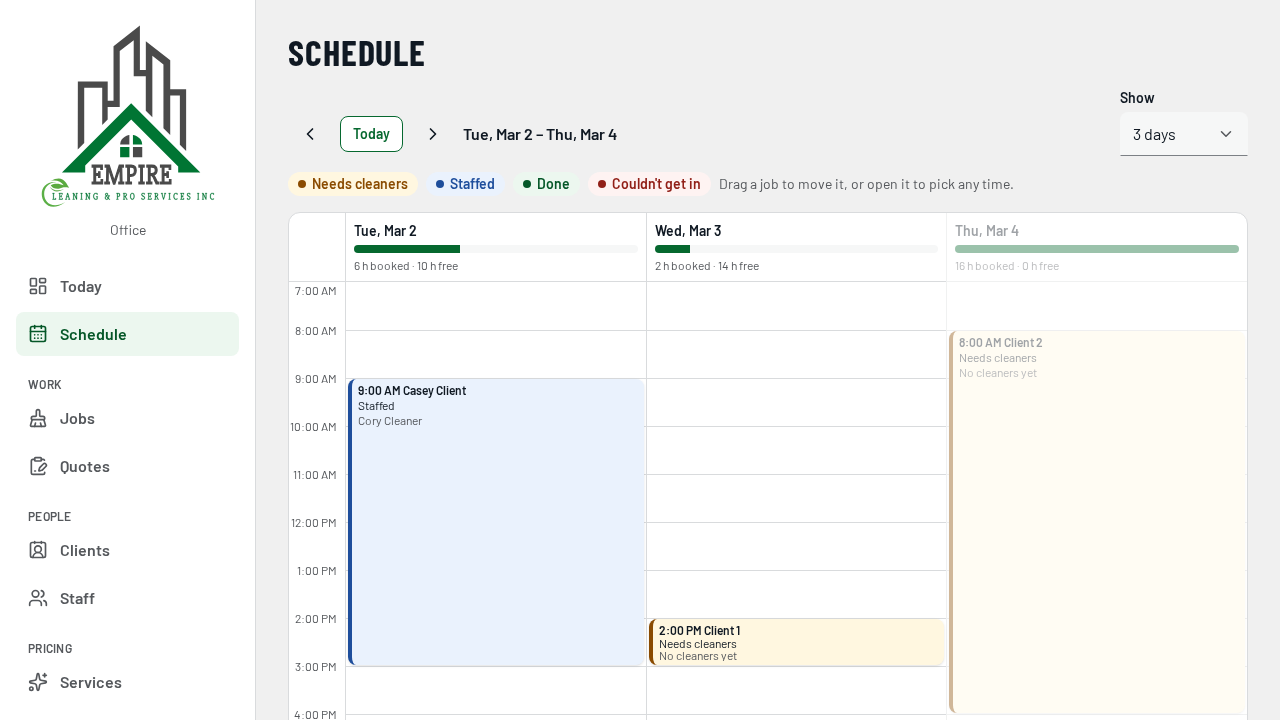 EMPIRE
LEANING & PRO SERVICES INC
Office
Today
Schedule
WORK
Jobs
Quotes
PEOPLE
Clients
Staff
PRICING
Services
SCHEDULE
Show
Today
Tue, Mar 2 – Thu, Mar 4
3 days
Needs cleaners
Staffed
Done
Couldn't get in
Drag a job to move it, or open it to pick any time.
Tue, Mar 2
6 h booked · 10 h free
Wed, Mar 3
2 h booked · 14 h free
Thu, Mar 4
16 h booked · 0 h free
7:00 AM
8:00 AM
9:00 AM
10:00 AM
11:00 AM
12:00 PM
1:00 PM
2:00 PM
3:00 PM
4:00 PM
9:00 AM Casey Client
Staffed
Cory Cleaner
2:00 PM Client 1
Needs cleaners
No cleaners yet
8:00 AM Client 2
Needs cleaners
No cleaners yet